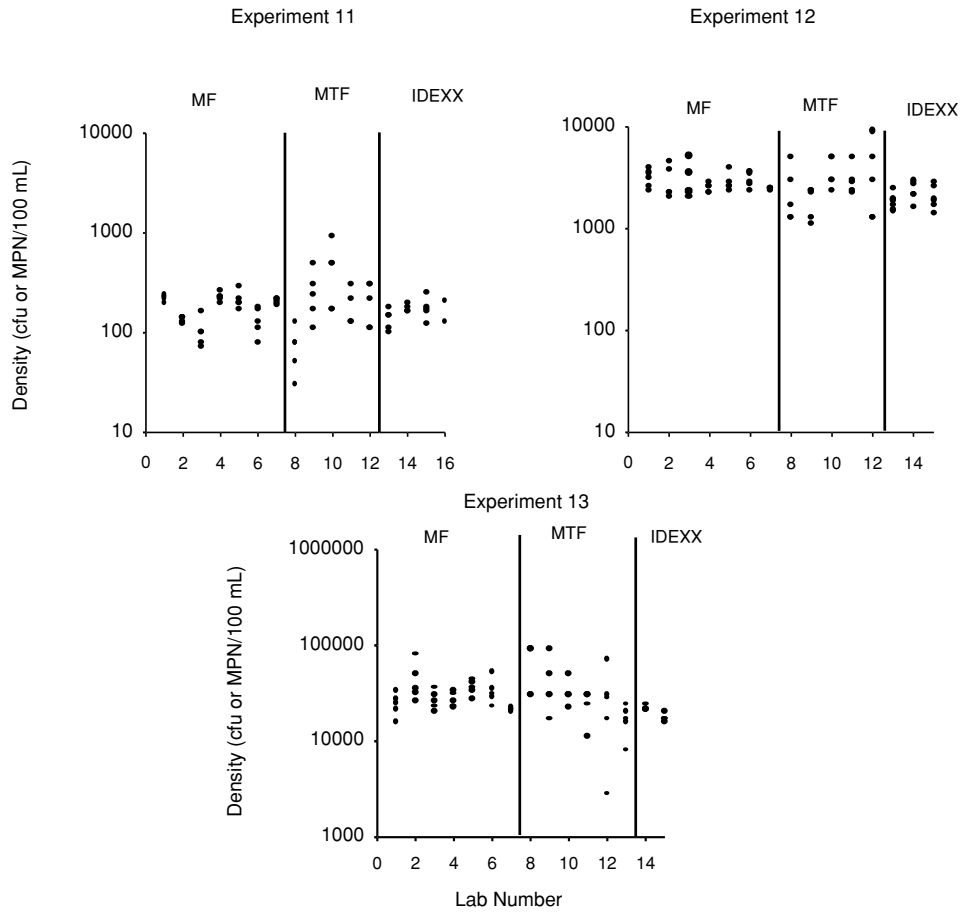 Experiment 11
MF
MTF
IDEXX
10000
1000
100
10
0 2 4 6 8 10 12 14 16
Density (cfu or MPN/100 mL)
Experiment 12
MF
MTF
IDEXX
10000
1000
100
10
0 2 4 6 8 10 12 14
Experiment 13
MF
MTF
IDEXX
1000000
100000
10000
1000
0 2 4 6 8 10 12 14
Density (cfu or MPN/100 mL)
Lab Number